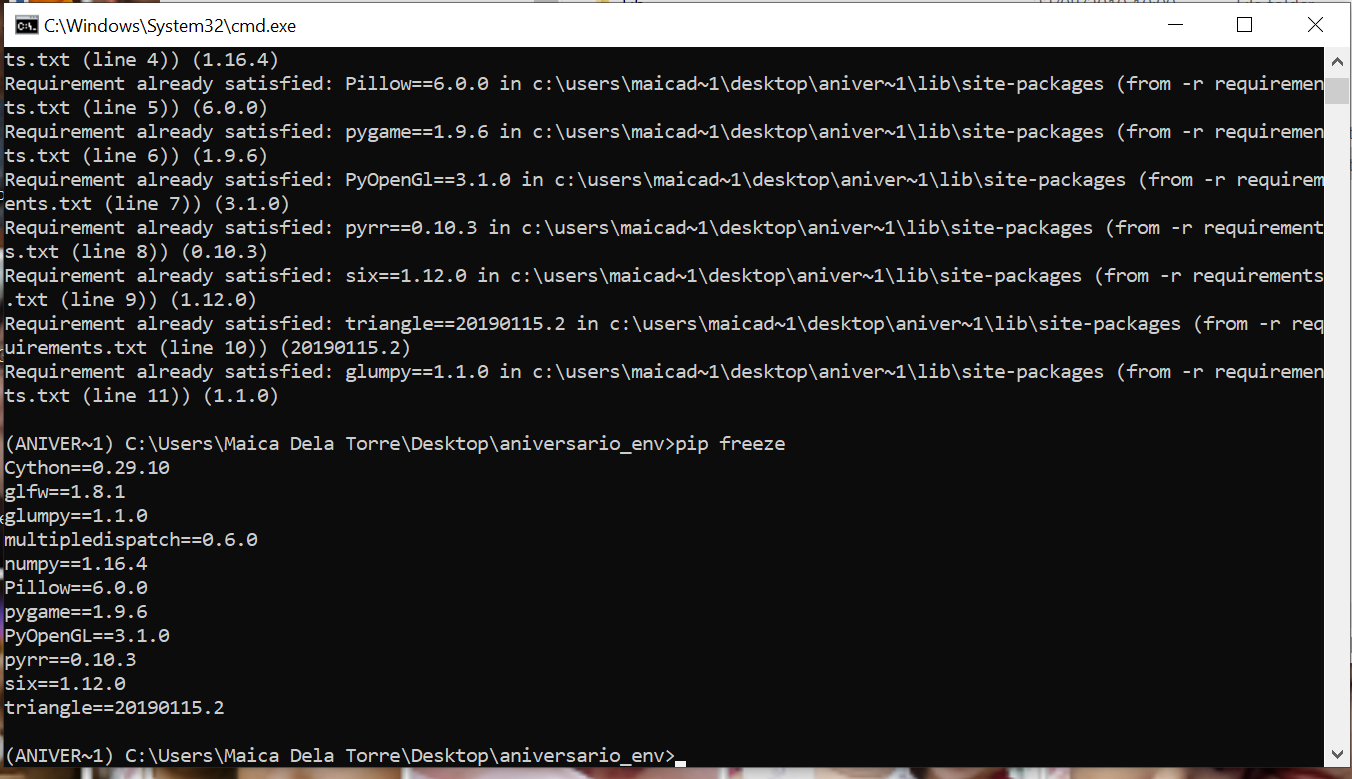 C:\Windows\System32\cmd.exe
ts.txt (line 4)) (1.16.4)
Requirement already satisfied: Pillow==6.0.0 in c:\users\maicad~1\desktop\aniver~1\lib\site-packages (from -r requiremen
ts.txt (line 5)) (6.0.0)
Requirement already satisfied: pygame==1.9.6 in c:\users\maicad~1\desktop\aniver~1\lib\site-packages (from -r requiremen
ts.txt (line 6)) (1.9.6)
Requirement already satisfied: PyOpenGl==3.1.0 in c:\users\maicad~1\desktop\aniver~1\lib\site-packages (from -r requirem
ents.txt (line 7)) (3.1.0)
Requirement already satisfied: pyrr==0.10.3 in c:\users\maicad~1\desktop\aniver~1\lib\site-packages (from -r requirement
s.txt (line 8)) (0.10.3)
Requirement already satisfied: six==1.12.0 in c:\users\maicad~1\desktop\aniver~1\lib\site-packages (from -r requirements
.txt (line 9)) (1.12.0)
Requirement already satisfied: triangle==20190115.2 in c:\users\maicad~1\desktop\aniver~1\lib\site-packages (from -r req
uirements.txt (line 10)) (20190115.2)
Requirement already satisfied: glumpy==1.1.0 in c:\users\maicad~1\desktop\aniver~1\lib\site-packages (from -r requiremen
ts.txt (line 11)) (1.1.0)
(ANIVER~1) C:\Users\Maica Dela Torre\Desktop\aniversario_env>pip freeze
Cython==0.29.10
glfw==1.8.1
glumpy==1.1.0
multipledispatch==0.6.0
numpy==1.16.4
Pillow==6.0.0
pygame==1.9.6
PyOpenGL==3.1.0
pyrr==0.10.3
six==1.12.0
triangle==20190115.2
(ANIVER~1) C:\Users\Maica Dela Torre\Desktop\aniversario_env>